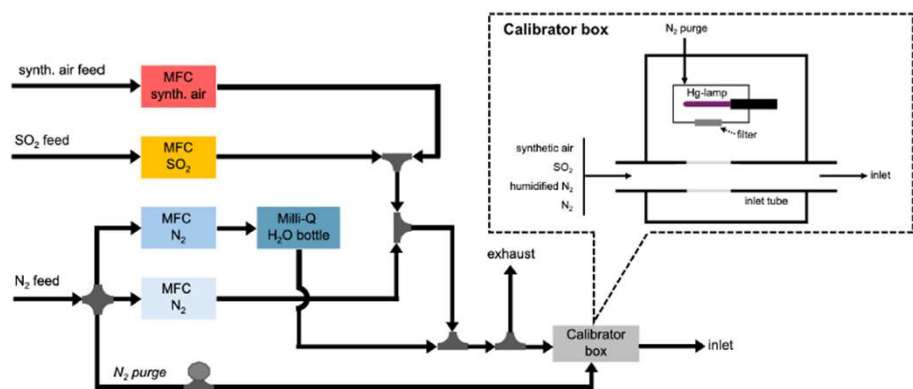 synth. air feed
MFC
synth. air
SO₂ feed
MFC
SO₂
MFC
N₂
Milli-Q
H₂O bottle
N₂ feed
MFC
N₂
N₂ purge
exhaust
Calibrator
box
inlet
Calibrator box
N₂ purge
Hg-lamp
filter
synthetic air
SO₂
humidified N₂
N₂
inlet
inlet tube